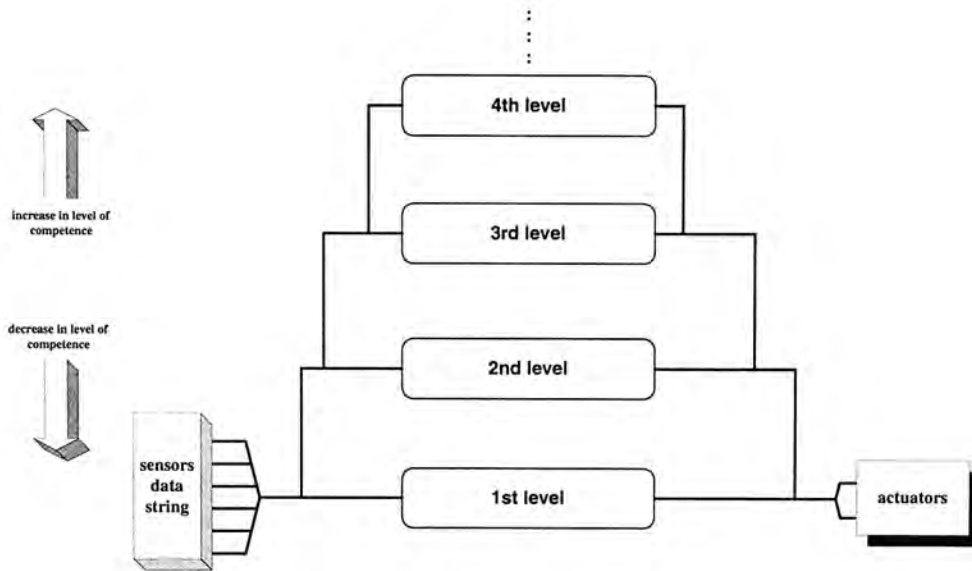 4th level
increase in level of
competence
3rd level
decrease in level of
competence
2nd level
sensors
data
string
1st level
actuators